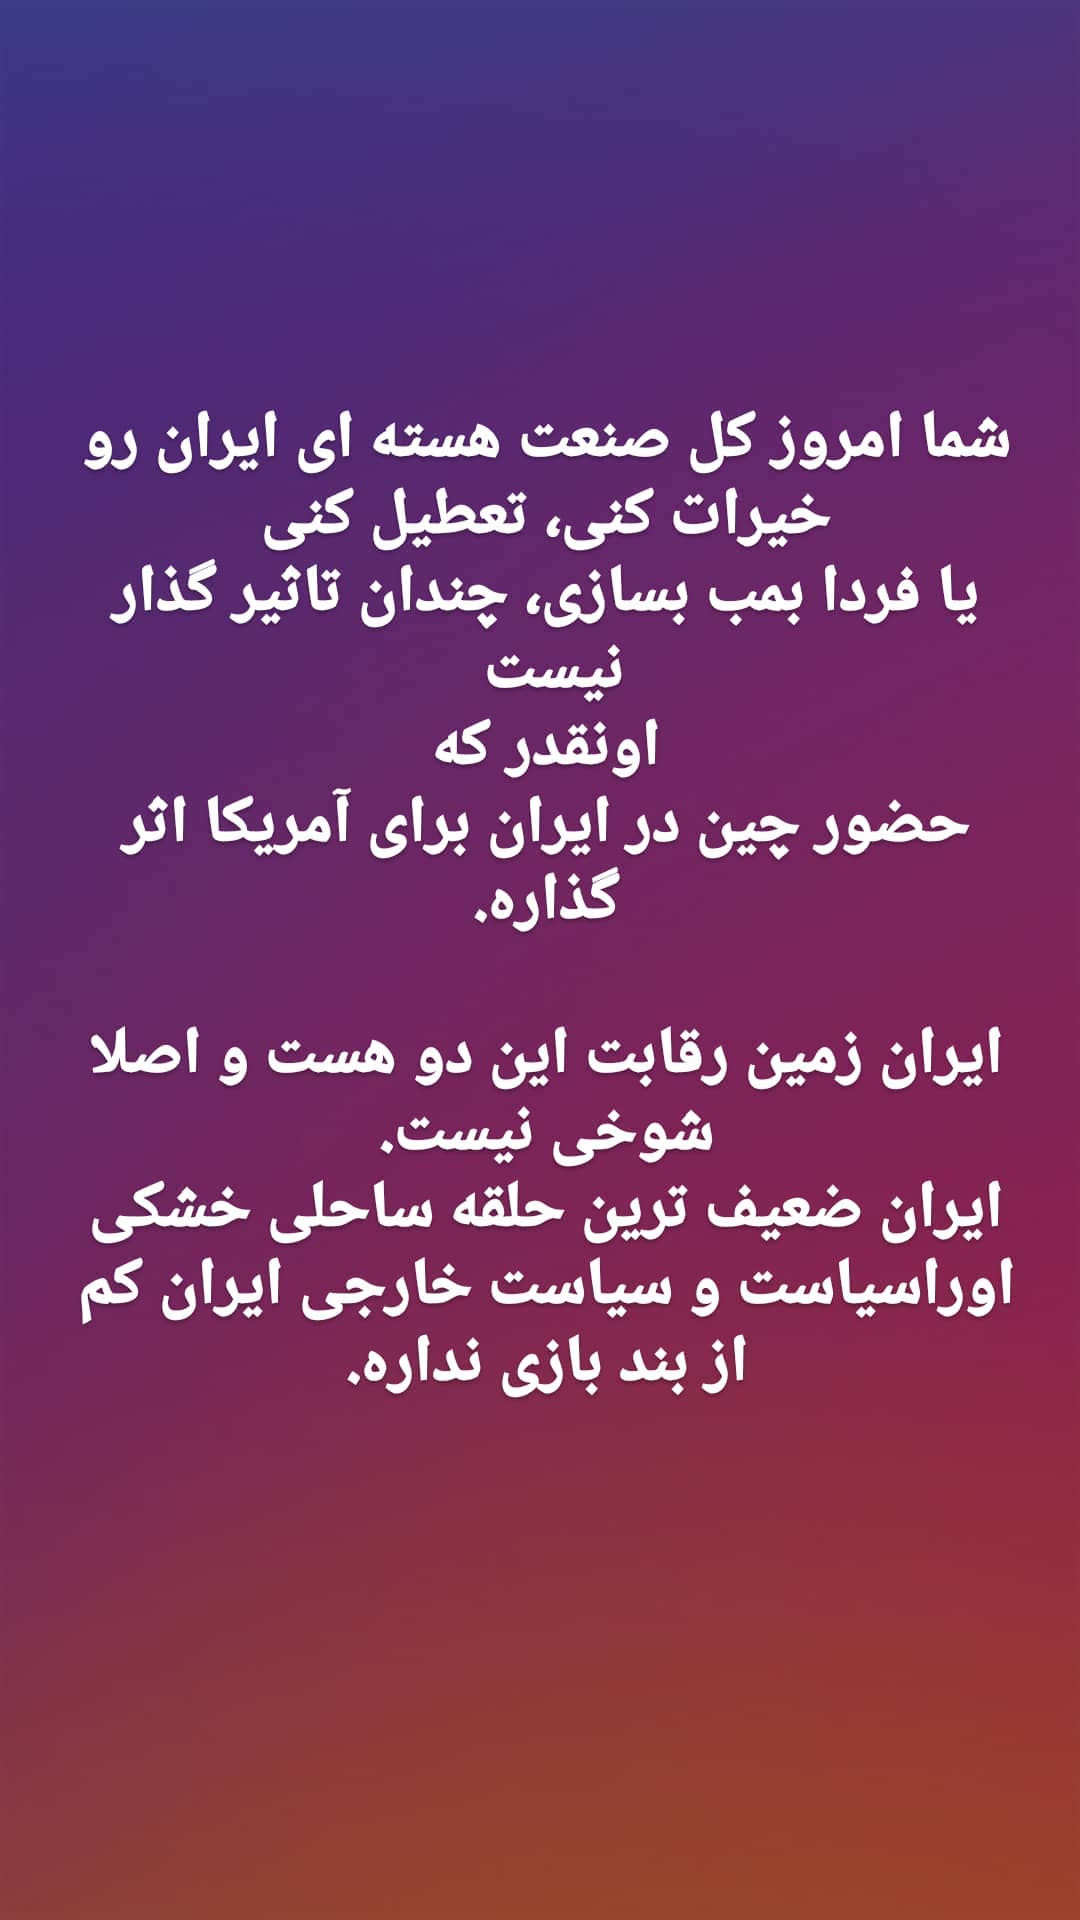 شما امروز کل صنعت هسته ای ایران رو
خیرات کنی، تعطیل کنی
یا فردا بمب بسازی، چندان تاثیر گذار
نیست
اونقدر که
حضور چین در ایران برای آمریکا اثر
گذاره.
ایران زمین رقابت این دو هست و اصلا
شوخی نیست.
ایران ضعیف ترین حلقه ساحلی خشکی
اوراسیاست و سیاست خارجی ایران کم
از بند بازی نداره.